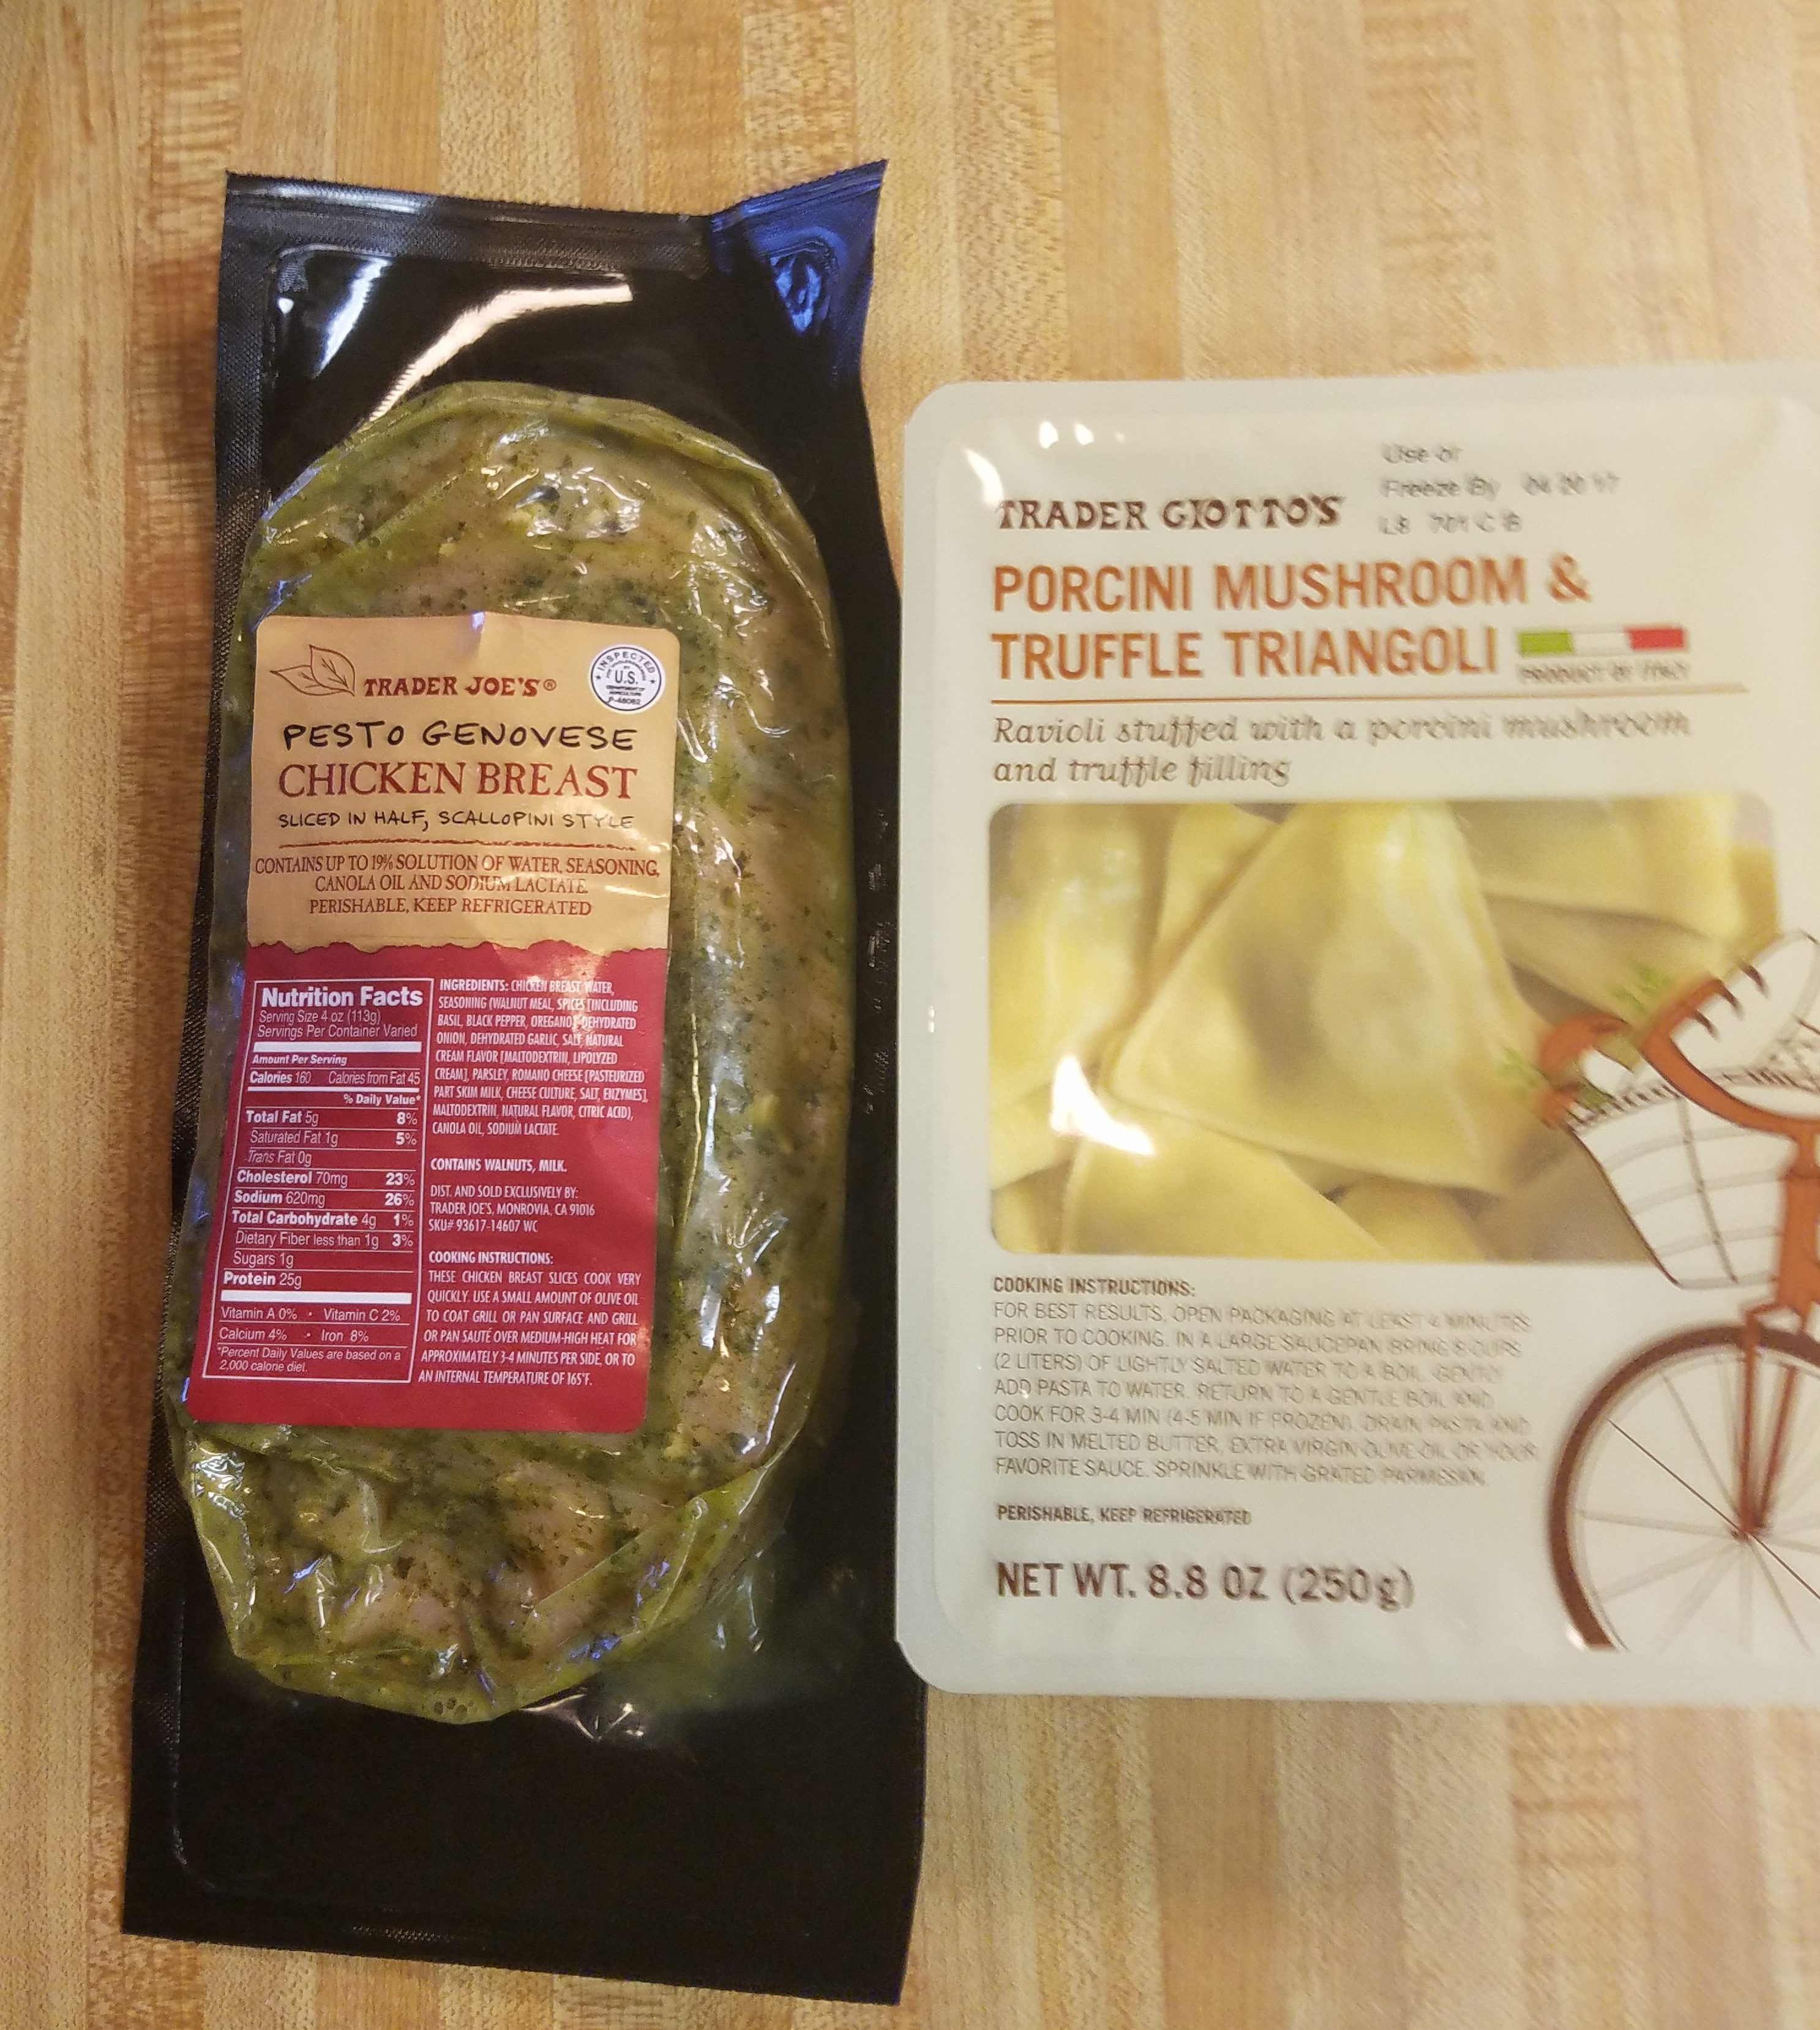 TRADER JOE'S®
INSPECTED
U.S.
DEPARTMENT OF
AGRICULTURE
P-48082
PESTO GENOVESE
CHICKEN BREAST
SLICED IN HALF, SCALLOPINI STYLE
CONTAINS UP TO 19% SOLUTION OF WATER, SEASONING,
CANOLA OIL AND SODIUM LACTATE.
PERISHABLE, KEEP REFRIGERATED
Nutrition Facts
Serving Size 4 oz (113g)
Servings Per Container Varied
Amount Per Serving
Calories 160 Calories from Fat 45
% Daily Value*
Total Fat 5g 8%
Saturated Fat 1g 5%
Trans Fat 0g
Cholesterol 70mg 23%
Sodium 620mg 26%
Total Carbohydrate 4g 1%
Dietary Fiber less than 1g 3%
Sugars 1g
Protein 25g
Vitamin A 0% • Vitamin C 2%
Calcium 4% • Iron 8%
*Percent Daily Values are based on a
2,000 calorie diet.
INGREDIENTS: CHICKEN BREAST, WATER,
SEASONING (WALNUT MEAL, SPICES [INCLUDING
BASIL, BLACK PEPPER, OREGANO], DEHYDRATED
ONION, DEHYDRATED GARLIC, SALT, NATURAL
CREAM FLAVOR [MALTODEXTRIN, LIPOLYZED
CREAM], PARSLEY, ROMANO CHEESE [PASTEURIZED
PART SKIM MILK, CHEESE CULTURE, SALT, ENZYMES],
MALTODEXTRIN, NATURAL FLAVOR, CITRIC ACID),
CANOLA OIL, SODIUM LACTATE.
CONTAINS WALNUTS, MILK.
DIST. AND SOLD EXCLUSIVELY BY:
TRADER JOE'S, MONROVIA, CA 91016
SKU# 93617-14607 WC
COOKING INSTRUCTIONS:
THESE CHICKEN BREAST SLICES COOK VERY
QUICKLY. USE A SMALL AMOUNT OF OLIVE OIL
TO COAT GRILL OR PAN SURFACE AND GRILL
OR PAN SAUTÉ OVER MEDIUM-HIGH HEAT FOR
APPROXIMATELY 3-4 MINUTES PER SIDE, OR TO
AN INTERNAL TEMPERATURE OF 165°F.
Use or
Freeze By 04 20 17
L8 701 C B
TRADER GIOTTO'S
PORCINI MUSHROOM &
TRUFFLE TRIANGOLI
PRODUCT OF ITALY
Ravioli stuffed with a porcini mushroom
and truffle filling
COOKING INSTRUCTIONS:
FOR BEST RESULTS, OPEN PACKAGING AT LEAST MINUTES
PRIOR TO COOKING. IN A LARGE SAUCEPAN BRING 8 CUPS
(2 LITERS) OF LIGHTLY SALTED WATER TO A BOIL. GENTLY
ADD PASTA TO WATER. RETURN TO A GENTLE BOIL AND
COOK FOR 3-4 MIN (4-5 MIN IF FROZEN). DRAIN PASTA AND
TOSS IN MELTED BUTTER, EXTRA VIRGIN OLIVE OIL OR YOUR
FAVORITE SAUCE. SPRINKLE WITH GRATED PARMESAN.
PERISHABLE, KEEP REFRIGERATED
NET WT. 8.8 OZ (250g)